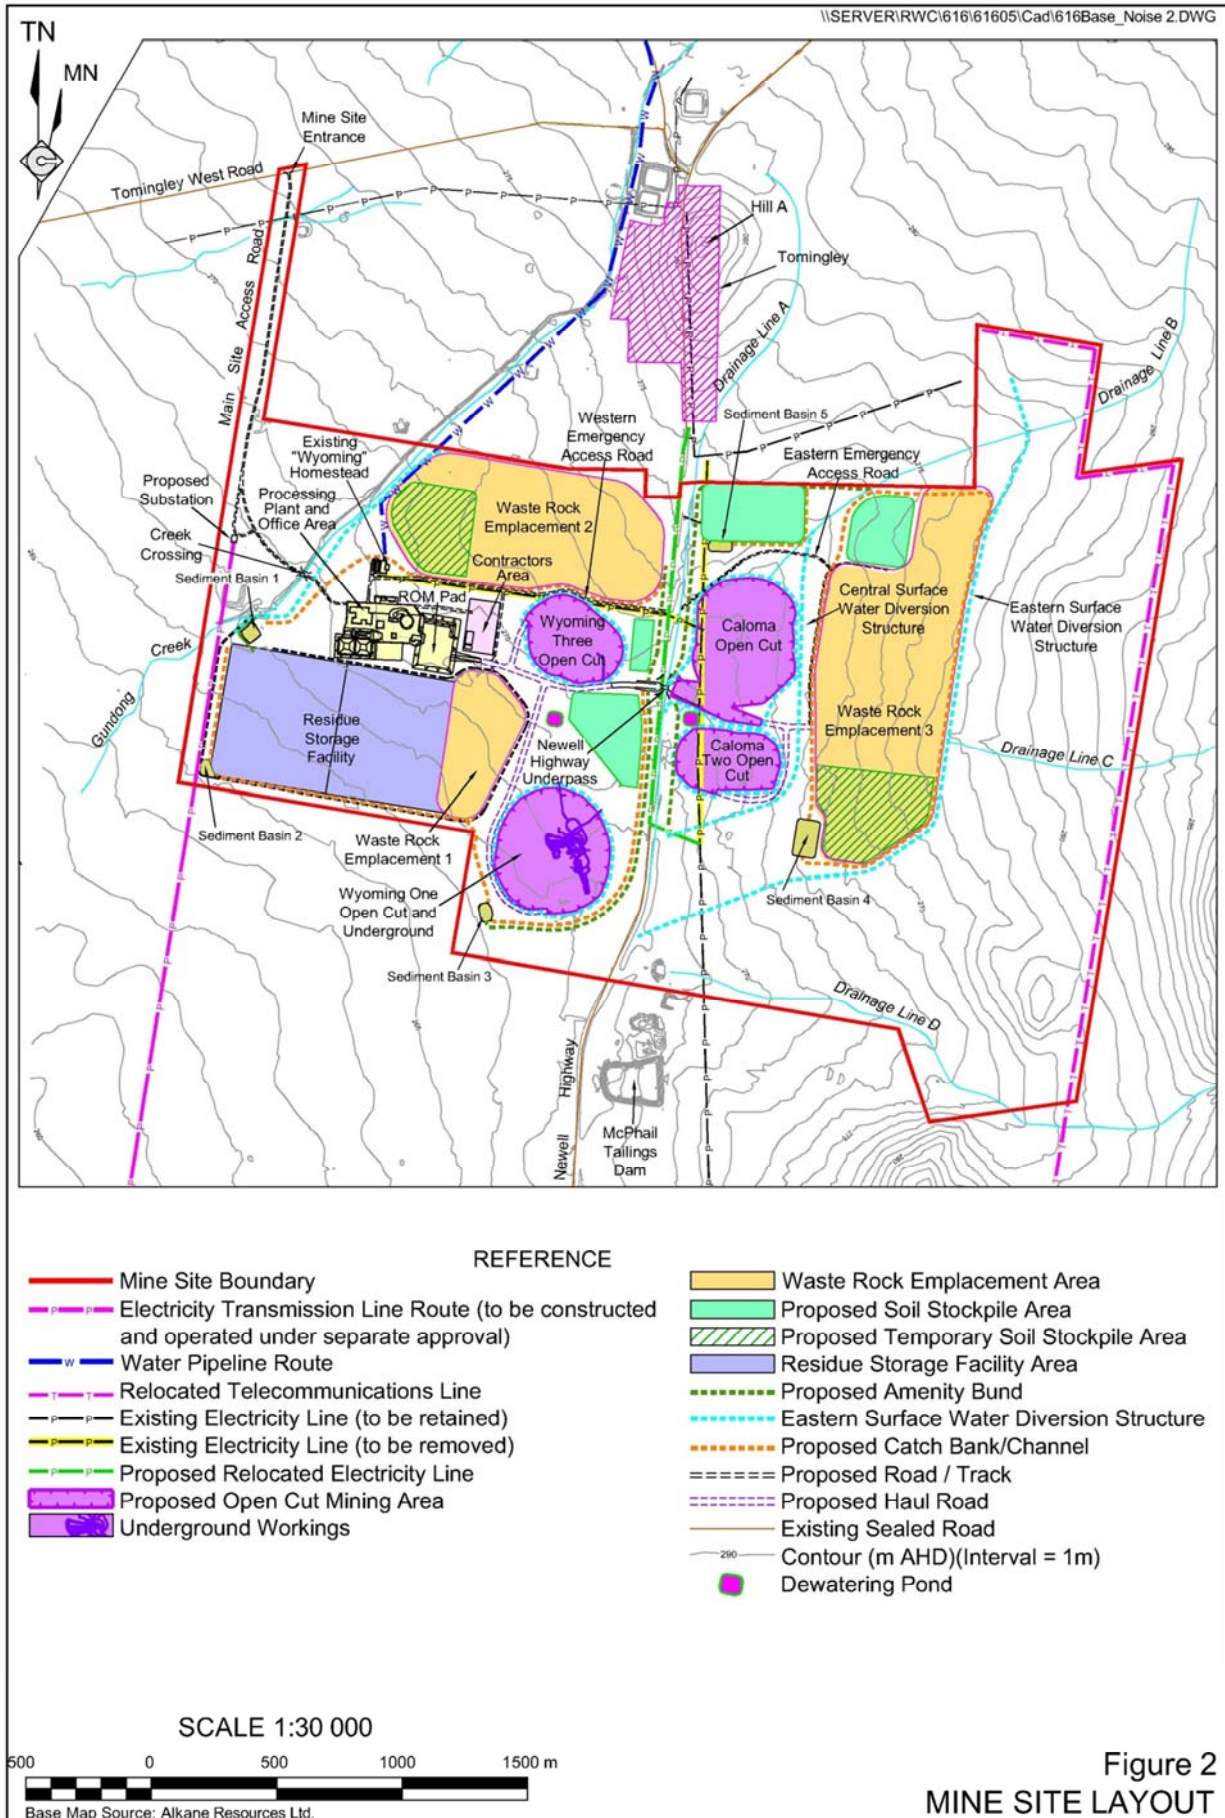 \\SERVER\RWC\616\61605\Cad\616Base_Noise 2.DWG
TN
MN
Mine Site
Entrance
Tomingley West Road
Hill A
Tomingley
Main Site Access Road
Drainage Line A
Drainage Line B
Western
Emergency
Access Road
Sediment Basin 5
Eastern Emergency
Access Road
Existing
"Wyoming"
Homestead
Proposed
Substation
Processing
Plant and
Office Area
Creek
Crossing
Sediment Basin 1
Waste Rock
Emplacement 2
Contractors
Area
ROM Pad
Wyoming
Three
Open Cut
Caloma
Open Cut
Central Surface
Water Diversion
Structure
Eastern Surface
Water Diversion
Structure
Gundong Creek
Residue
Storage
Facility
Newell
Highway
Underpass
Caloma
Two Open
Cut
Waste Rock
Emplacement 3
Drainage Line C
Sediment Basin 2
Waste Rock
Emplacement 1
Wyoming One
Open Cut and
Underground
Sediment Basin 3
Sediment Basin 4
Drainage Line D
Newell Highway
McPhail
Tailings
Dam
REFERENCE
Mine Site Boundary
Electricity Transmission Line Route (to be constructed
and operated under separate approval)
Water Pipeline Route
Relocated Telecommunications Line
Existing Electricity Line (to be retained)
Existing Electricity Line (to be removed)
Proposed Relocated Electricity Line
Proposed Open Cut Mining Area
Underground Workings
Waste Rock Emplacement Area
Proposed Soil Stockpile Area
Proposed Temporary Soil Stockpile Area
Residue Storage Facility Area
Proposed Amenity Bund
Eastern Surface Water Diversion Structure
Proposed Catch Bank/Channel
Proposed Road / Track
Proposed Haul Road
Existing Sealed Road
290 Contour (m AHD)(Interval = 1m)
Dewatering Pond
SCALE 1:30 000
500 0 500 1000 1500 m
Base Map Source: Alkane Resources Ltd.
Figure 2
MINE SITE LAYOUT